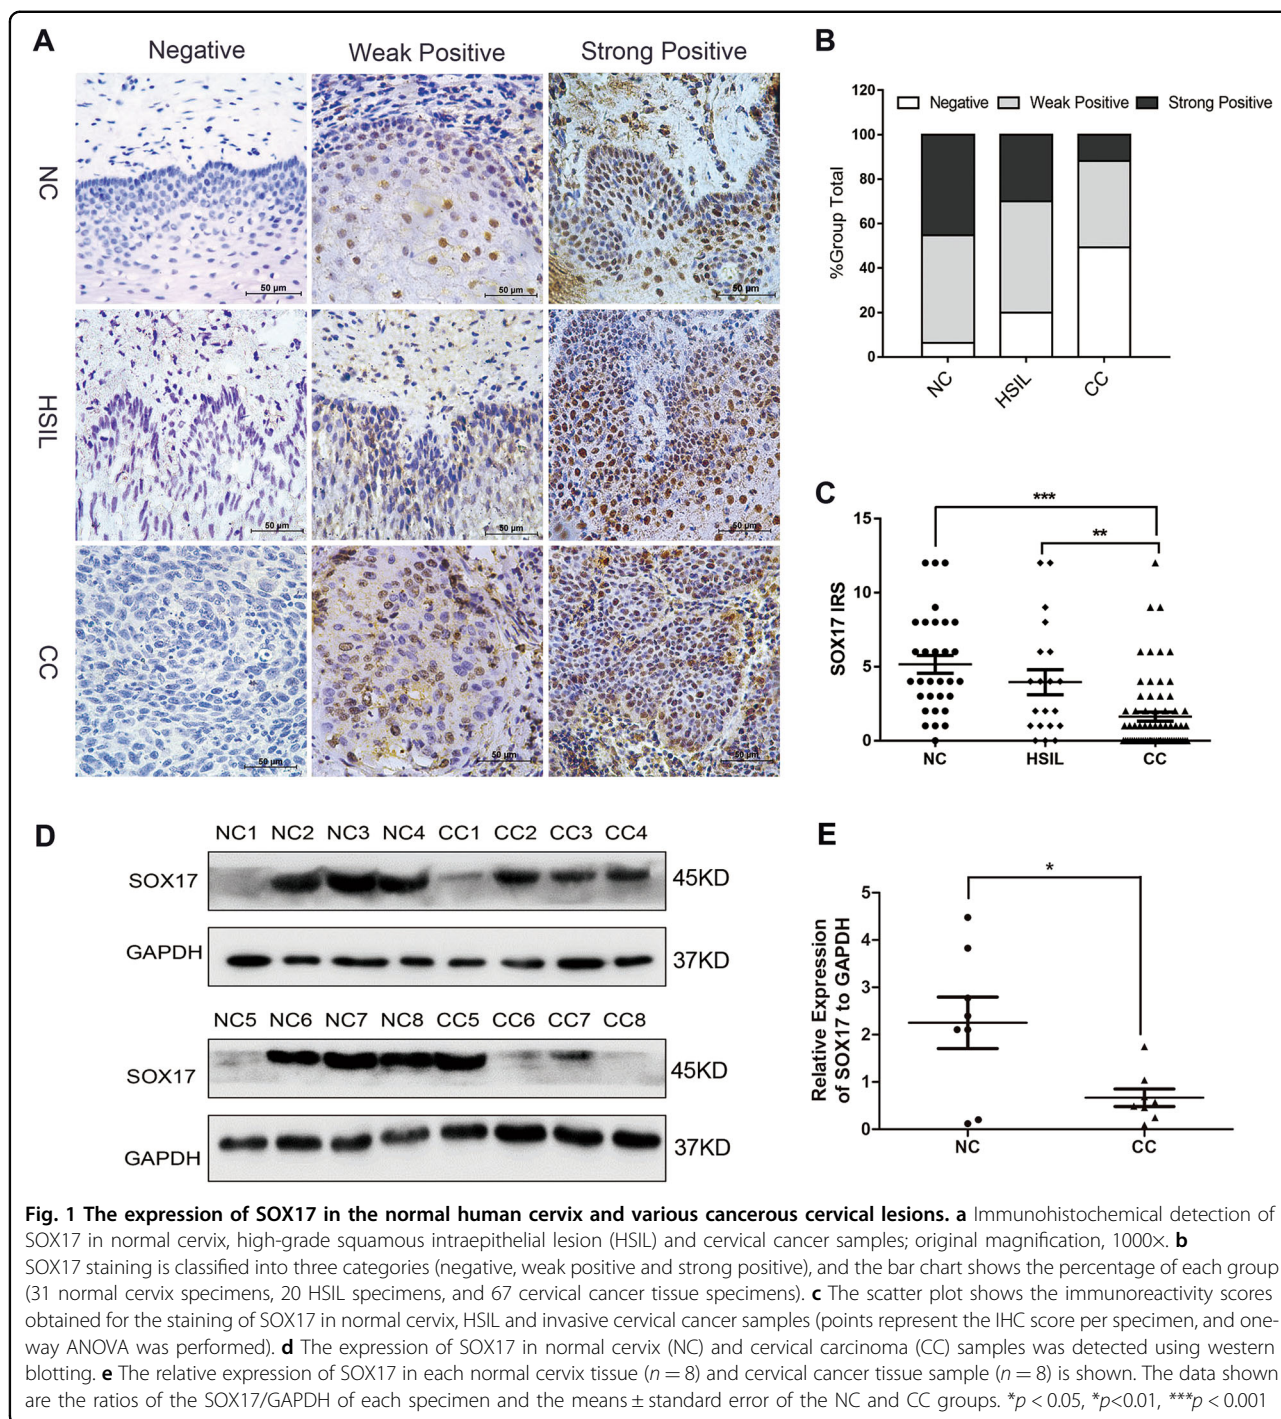 A
Negative
Weak Positive
Strong Positive
NC
50 µm
50 µm
50 µm
HSIL
50 µm
50 µm
50 µm
CC
50 µm
50 µm
50 µm
B
Negative
Weak Positive
Strong Positive
%Group Total
120
100
80
60
40
20
0
NC
HSIL
CC
C
***
**
SOX17 IRS
15
10
5
0
NC
HSIL
CC
D
NC1 NC2 NC3 NC4 CC1 CC2 CC3 CC4
SOX17
45KD
GAPDH
37KD
NC5 NC6 NC7 NC8 CC5 CC6 CC7 CC8
SOX17
45KD
GAPDH
37KD
E
*
Relative Expression
of SOX17 to GAPDH
5
4
3
2
1
0
NC
CC
Fig. 1 The expression of SOX17 in the normal human cervix and various cancerous cervical lesions. a Immunohistochemical detection of
SOX17 in normal cervix, high-grade squamous intraepithelial lesion (HSIL) and cervical cancer samples; original magnification, 1000×. b
SOX17 staining is classified into three categories (negative, weak positive and strong positive), and the bar chart shows the percentage of each group
(31 normal cervix specimens, 20 HSIL specimens, and 67 cervical cancer tissue specimens). c The scatter plot shows the immunoreactivity scores
obtained for the staining of SOX17 in normal cervix, HSIL and invasive cervical cancer samples (points represent the IHC score per specimen, and one-
way ANOVA was performed). d The expression of SOX17 in normal cervix (NC) and cervical carcinoma (CC) samples was detected using western
blotting. e The relative expression of SOX17 in each normal cervix tissue (n = 8) and cervical cancer tissue sample (n = 8) is shown. The data shown
are the ratios of the SOX17/GAPDH of each specimen and the means ± standard error of the NC and CC groups. *p < 0.05, *p<0.01, ***p < 0.001